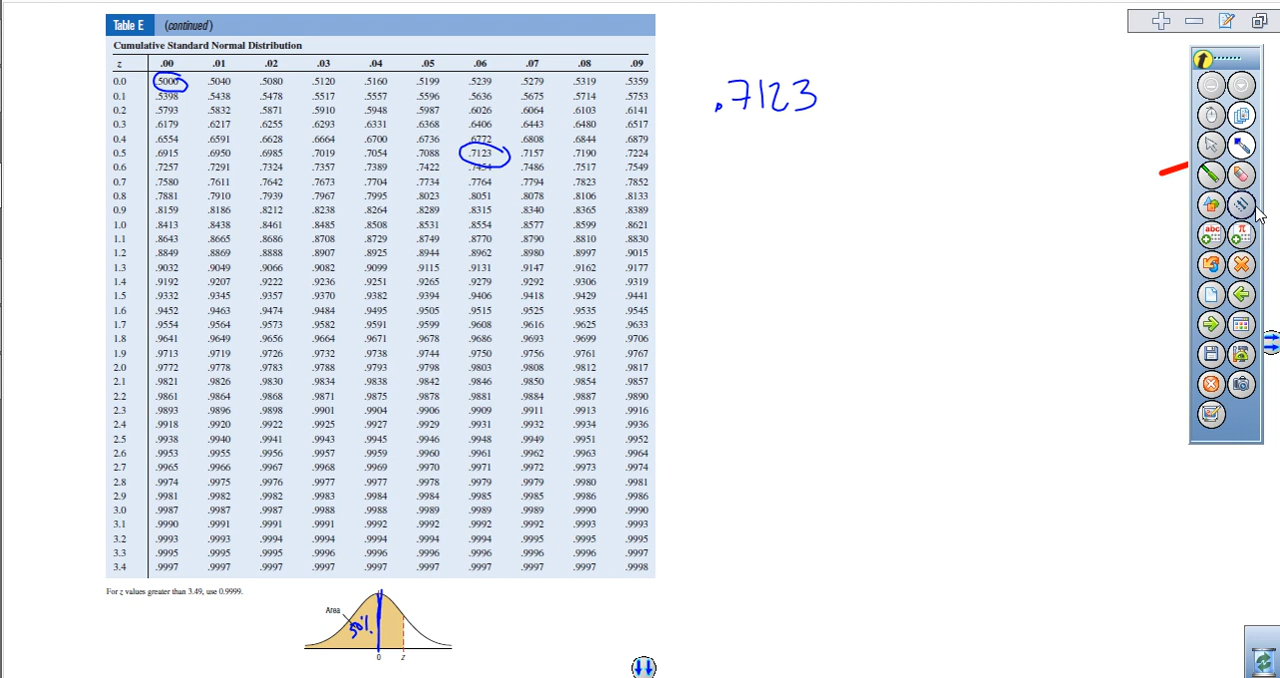 Table E (continued)
Cumulative Standard Normal Distribution
z .00 .01 .02 .03 .04 .05 .06 .07 .08 .09
0.0 .5000 .5040 .5080 .5120 .5160 .5199 .5239 .5279 .5319 .5359
0.1 .5398 .5438 .5478 .5517 .5557 .5596 .5636 .5675 .5714 .5753
0.2 .5793 .5832 .5871 .5910 .5948 .5987 .6026 .6064 .6103 .6141
0.3 .6179 .6217 .6255 .6293 .6331 .6368 .6406 .6443 .6480 .6517
0.4 .6554 .6591 .6628 .6664 .6700 .6736 .6772 .6808 .6844 .6879
0.5 .6915 .6950 .6985 .7019 .7054 .7088 .7123 .7157 .7190 .7224
0.6 .7257 .7291 .7324 .7357 .7389 .7422 .7454 .7486 .7517 .7549
0.7 .7580 .7611 .7642 .7673 .7704 .7734 .7764 .7794 .7823 .7852
0.8 .7881 .7910 .7939 .7967 .7995 .8023 .8051 .8078 .8106 .8133
0.9 .8159 .8186 .8212 .8238 .8264 .8289 .8315 .8340 .8365 .8389
1.0 .8413 .8438 .8461 .8485 .8508 .8531 .8554 .8577 .8599 .8621
1.1 .8643 .8665 .8686 .8708 .8729 .8749 .8770 .8790 .8810 .8830
1.2 .8849 .8869 .8888 .8907 .8925 .8944 .8962 .8980 .8997 .9015
1.3 .9032 .9049 .9066 .9082 .9099 .9115 .9131 .9147 .9162 .9177
1.4 .9192 .9207 .9222 .9236 .9251 .9265 .9279 .9292 .9306 .9319
1.5 .9332 .9345 .9357 .9370 .9382 .9394 .9406 .9418 .9429 .9441
1.6 .9452 .9463 .9474 .9484 .9495 .9505 .9515 .9525 .9535 .9545
1.7 .9554 .9564 .9573 .9582 .9591 .9599 .9608 .9616 .9625 .9633
1.8 .9641 .9649 .9656 .9664 .9671 .9678 .9686 .9693 .9699 .9706
1.9 .9713 .9719 .9726 .9732 .9738 .9744 .9750 .9756 .9761 .9767
2.0 .9772 .9778 .9783 .9788 .9793 .9798 .9803 .9808 .9812 .9817
2.1 .9821 .9826 .9830 .9834 .9838 .9842 .9846 .9850 .9854 .9857
2.2 .9861 .9864 .9868 .9871 .9875 .9878 .9881 .9884 .9887 .9890
2.3 .9893 .9896 .9898 .9901 .9904 .9906 .9909 .9911 .9913 .9916
2.4 .9918 .9920 .9922 .9925 .9927 .9929 .9931 .9932 .9934 .9936
2.5 .9938 .9940 .9941 .9943 .9945 .9946 .9948 .9949 .9951 .9952
2.6 .9953 .9955 .9956 .9957 .9959 .9960 .9961 .9962 .9963 .9964
2.7 .9965 .9966 .9967 .9968 .9969 .9970 .9971 .9972 .9973 .9974
2.8 .9974 .9975 .9976 .9977 .9977 .9978 .9979 .9979 .9980 .9981
2.9 .9981 .9982 .9982 .9983 .9984 .9984 .9985 .9985 .9986 .9986
3.0 .9987 .9987 .9987 .9988 .9988 .9989 .9989 .9989 .9990 .9990
3.1 .9990 .9991 .9991 .9991 .9992 .9992 .9992 .9992 .9993 .9993
3.2 .9993 .9993 .9994 .9994 .9994 .9994 .9994 .9995 .9995 .9995
3.3 .9995 .9995 .9995 .9996 .9996 .9996 .9996 .9996 .9996 .9997
3.4 .9997 .9997 .9997 .9997 .9997 .9997 .9997 .9997 .9997 .9998
For z values greater than 3.49, use 0.9999.
Area
50%
0 z
.7123
abc
π